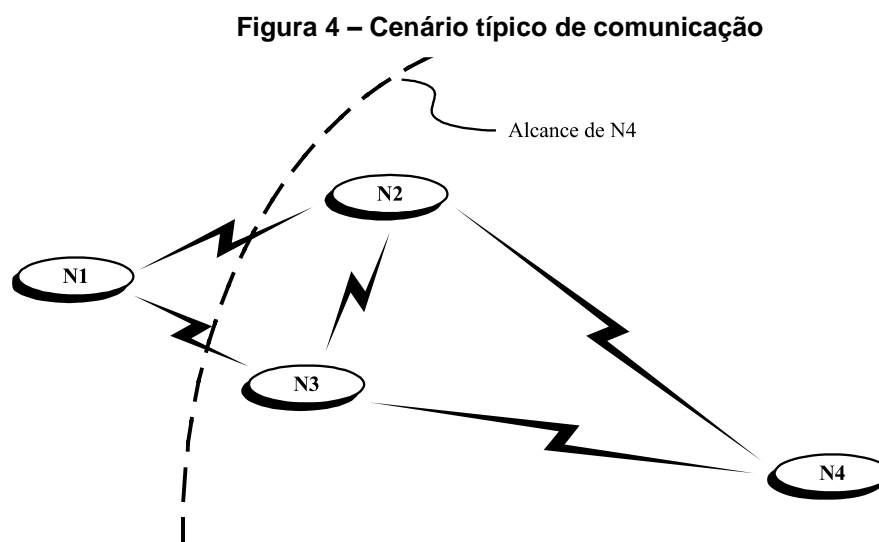 Figura 4 – Cenário típico de comunicação
Alcance de N4
N2
N1
N3
N4